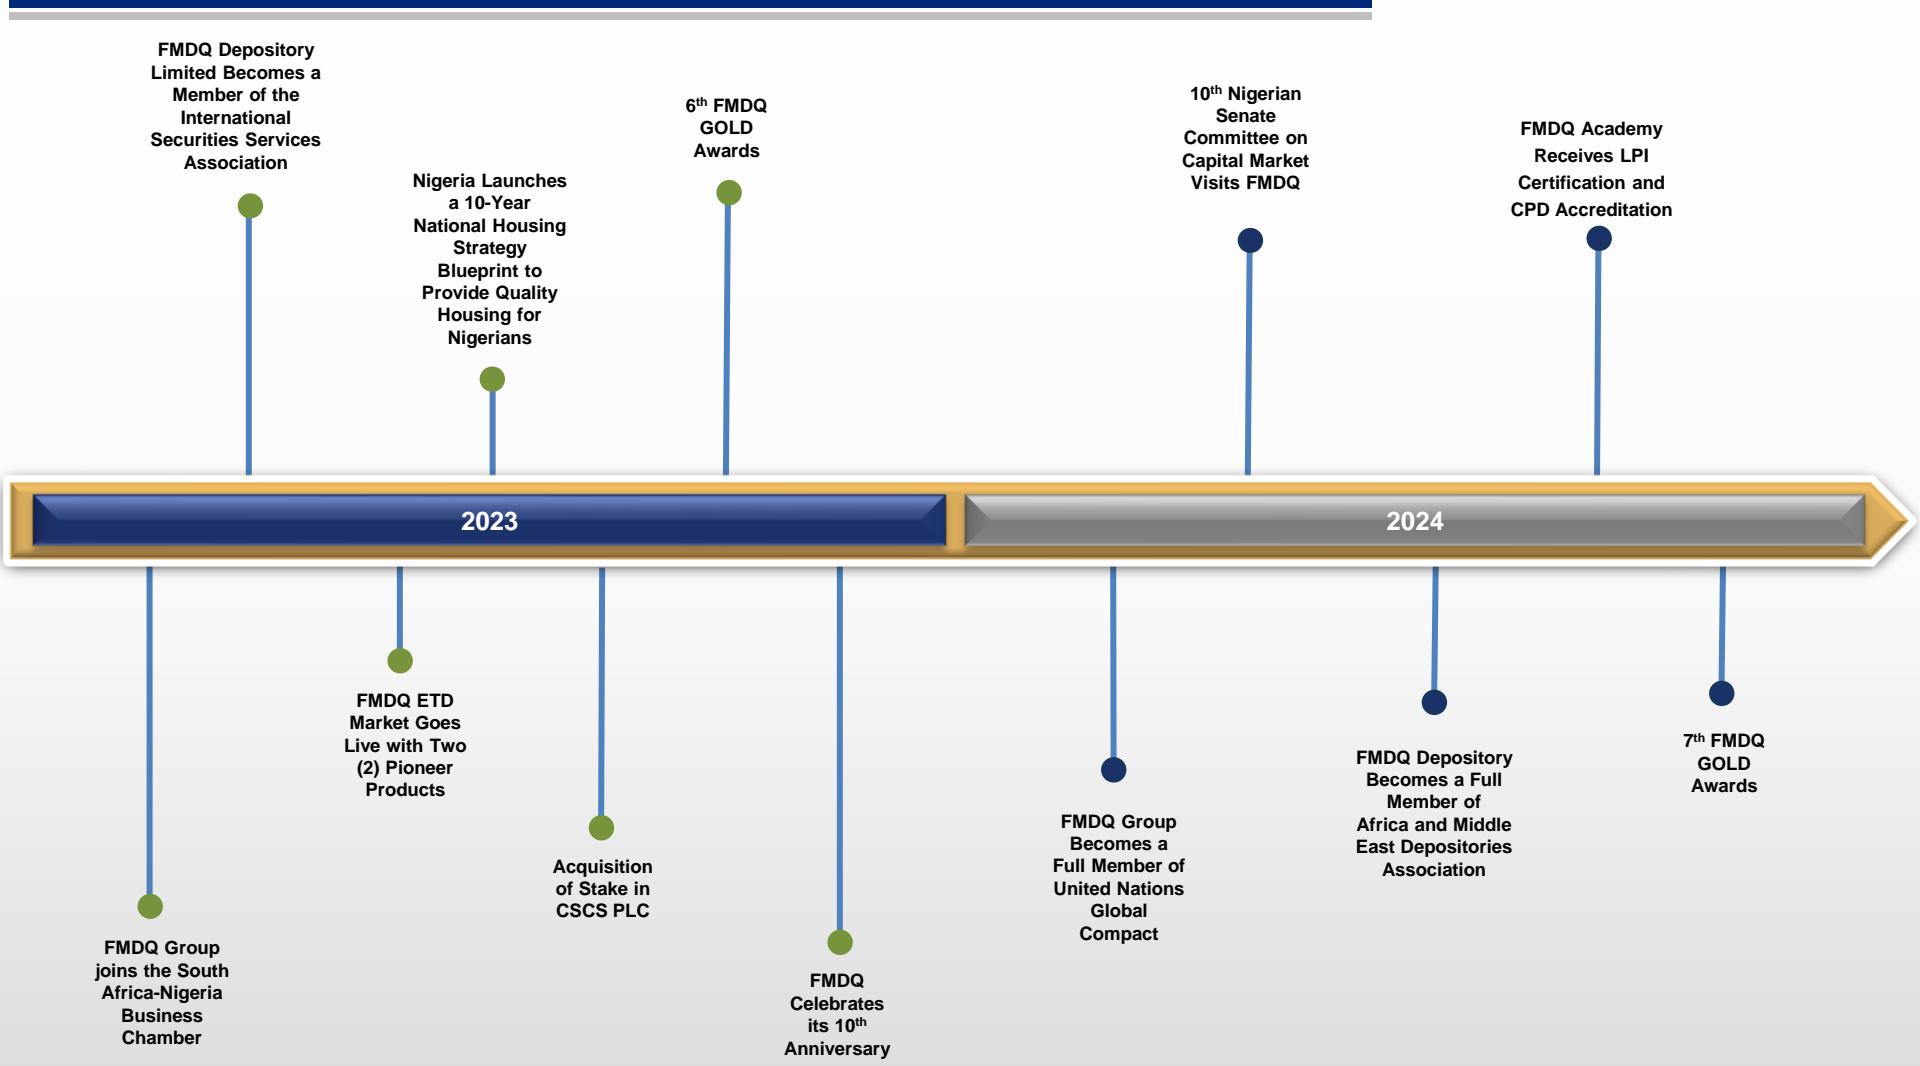 FMDQ Depository
Limited Becomes a
Member of the
International
Securities Services
Association
Nigeria Launches
a 10-Year
National Housing
Strategy
Blueprint to
Provide Quality
Housing for
Nigerians
6th FMDQ
GOLD
Awards
10th Nigerian
Senate
Committee on
Capital Market
Visits FMDQ
FMDQ Academy
Receives LPI
Certification and
CPD Accreditation
2023
2024
FMDQ Group
joins the South
Africa-Nigeria
Business
Chamber
FMDQ ETD
Market Goes
Live with Two
(2) Pioneer
Products
Acquisition
of Stake in
CSCS PLC
FMDQ
Celebrates
its 10th
Anniversary
FMDQ Group
Becomes a
Full Member of
United Nations
Global
Compact
FMDQ Depository
Becomes a Full
Member of
Africa and Middle
East Depositories
Association
7th FMDQ
GOLD
Awards